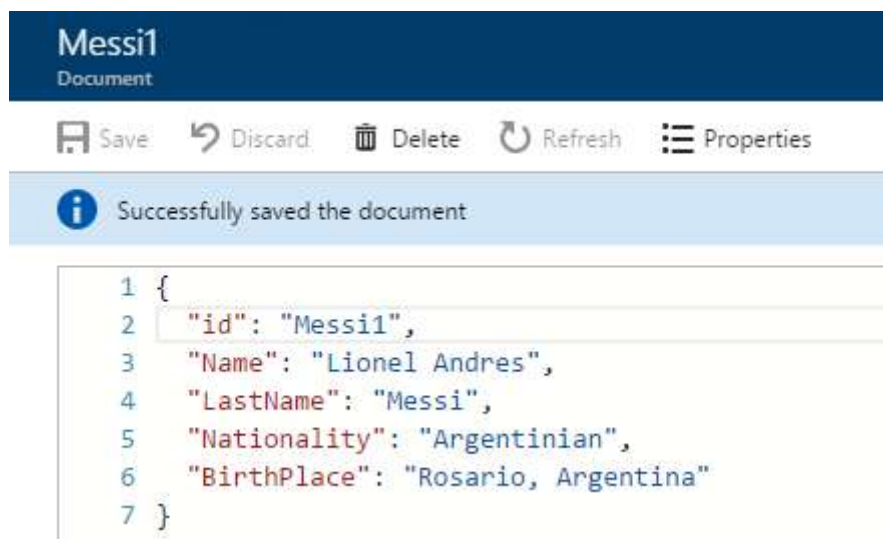 Messi1
Document
Save Discard Delete Refresh Properties
Successfully saved the document
1 {
2 "id": "Messi1",
3 "Name": "Lionel Andres",
4 "LastName": "Messi",
5 "Nationality": "Argentinian",
6 "BirthPlace": "Rosario, Argentina"
7 }